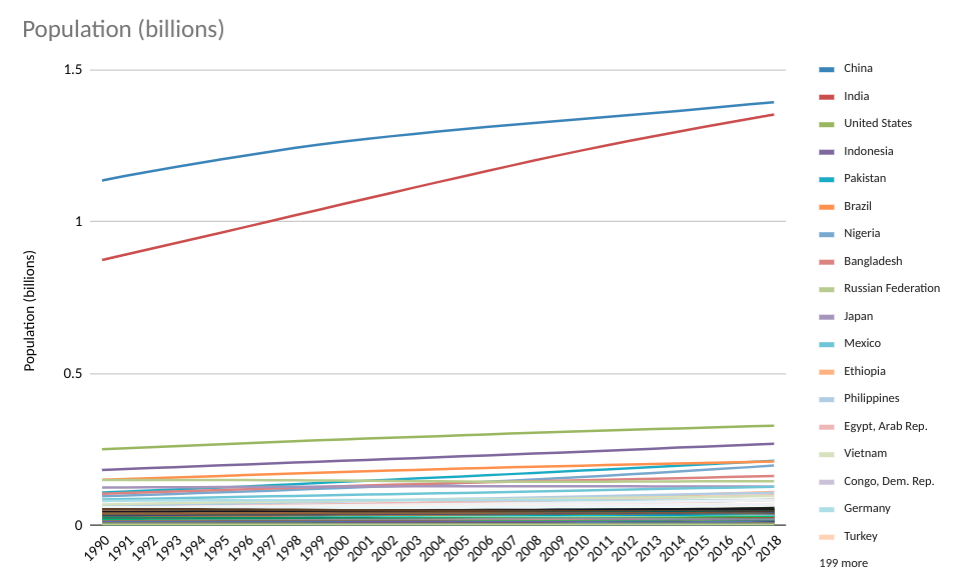 Population (billions)
1.5
1
0.5
0
Population (billions)
1990
1991
1992
1993
1994
1995
1996
1997
1998
1999
2000
2001
2002
2003
2004
2005
2006
2007
2008
2009
2010
2011
2012
2013
2014
2015
2016
2017
2018
China
India
United States
Indonesia
Pakistan
Brazil
Nigeria
Bangladesh
Russian Federation
Japan
Mexico
Ethiopia
Philippines
Egypt, Arab Rep.
Vietnam
Congo, Dem. Rep.
Germany
Turkey
199 more